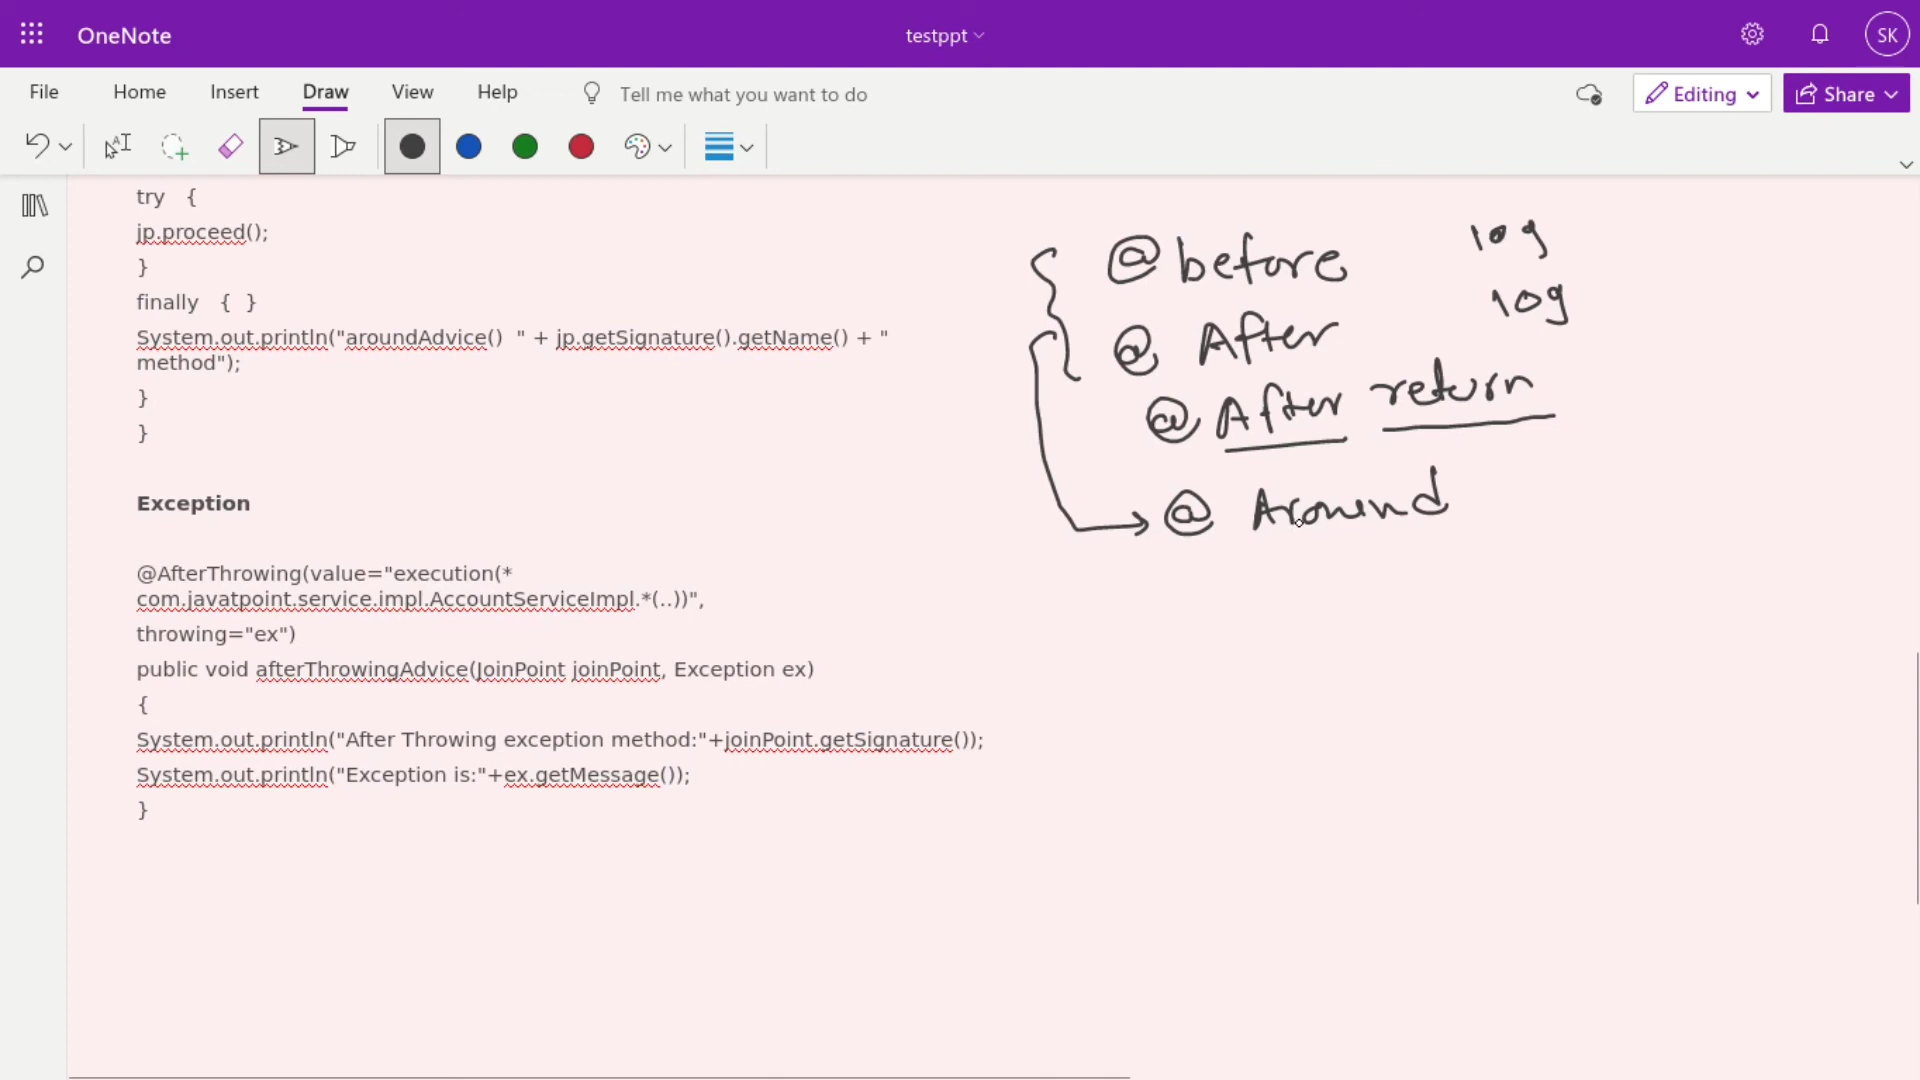 OneNote
testppt
SK
File Home Insert Draw View Help Tell me what you want to do
Editing Share
try {
jp.proceed();
}
finally { }
System.out.println("aroundAdvice() " + jp.getSignature().getName() + "
method");
}
}
Exception
@AfterThrowing(value="execution(*
com.javatpoint.service.impl.AccountServiceImpl.*(..))",
throwing="ex")
public void afterThrowingAdvice(JoinPoint joinPoint, Exception ex)
{
System.out.println("After Throwing exception method:"+joinPoint.getSignature());
System.out.println("Exception is:"+ex.getMessage());
}
@before log
@ After log
@ After return
@ Around